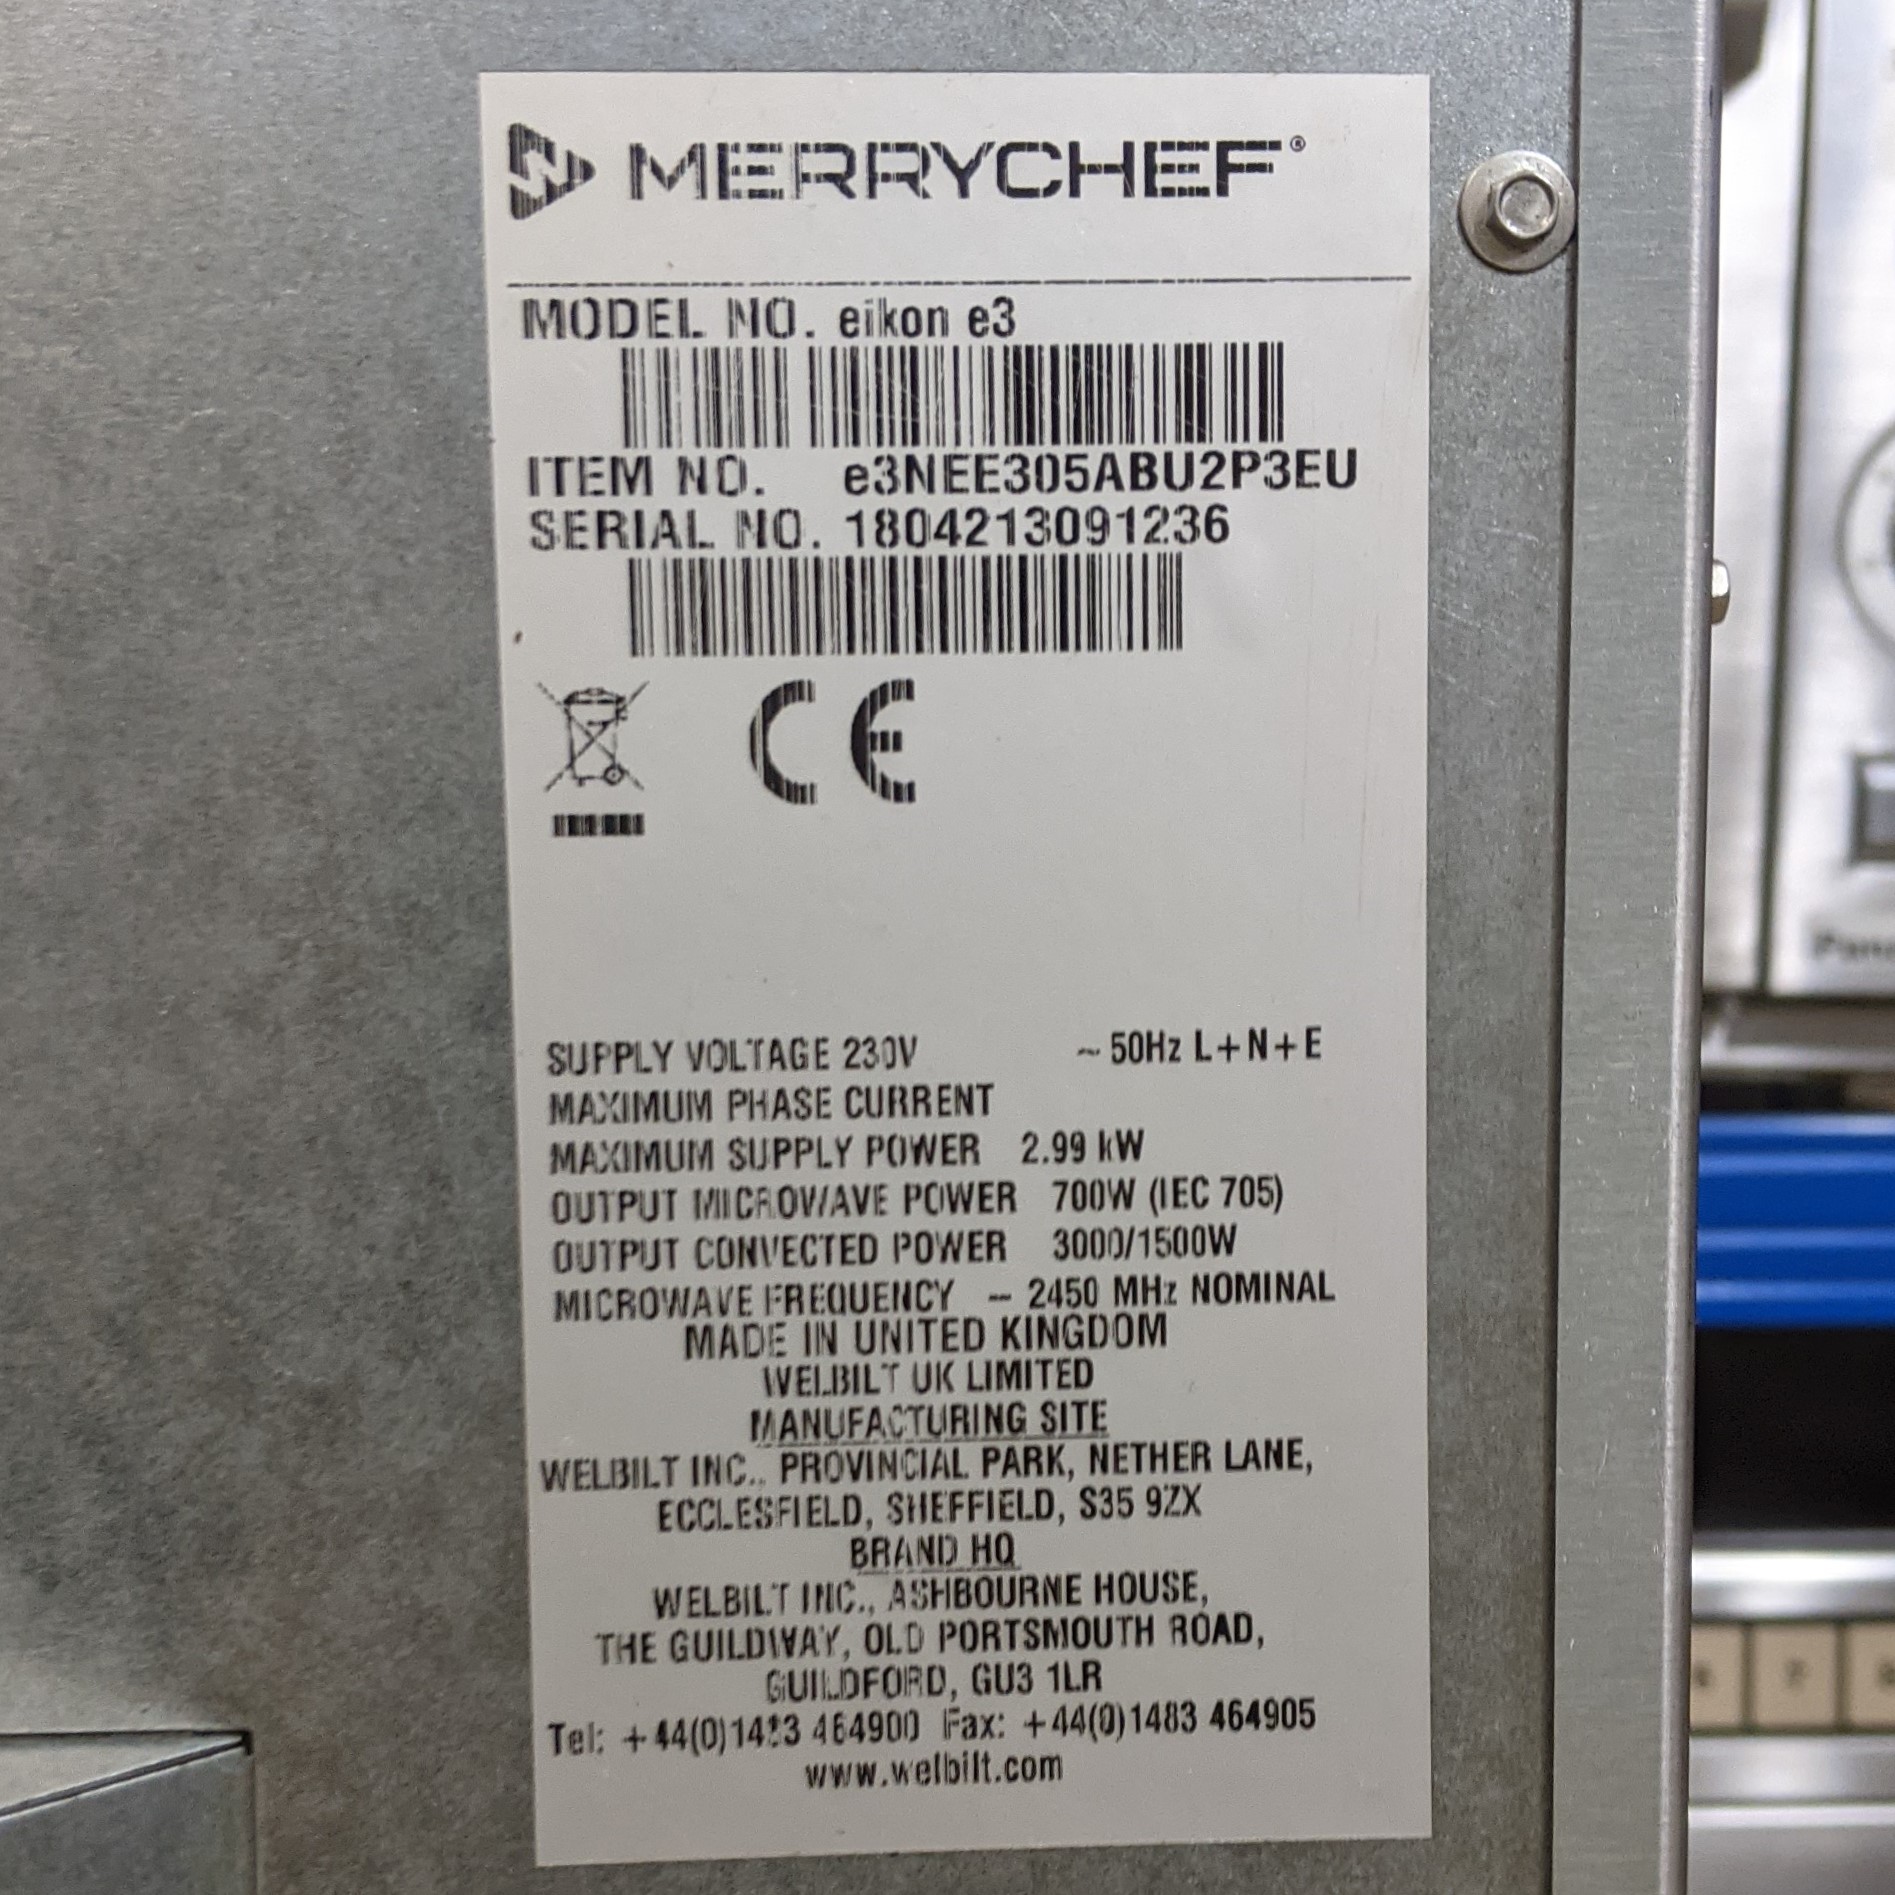 MERRYCHEF®
MODEL NO. eikon e3
ITEM NO. e3NEE305ABU2P3EU
SERIAL NO. 1804213091236
CE
SUPPLY VOLTAGE 230V ~ 50Hz L+N+E
MAXIMUM PHASE CURRENT
MAXIMUM SUPPLY POWER 2.99 kW
OUTPUT MICROWAVE POWER 700W (IEC 705)
OUTPUT CONVECTED POWER 3000/1500W
MICROWAVE FREQUENCY ~ 2450 MHz NOMINAL
MADE IN UNITED KINGDOM
WELBILT UK LIMITED
MANUFACTURING SITE
WELBILT INC., PROVINCIAL PARK, NETHER LANE,
ECCLESFIELD, SHEFFIELD, S35 9ZX
BRAND HQ
WELBILT INC., ASHBOURNE HOUSE,
THE GUILDWAY, OLD PORTSMOUTH ROAD,
GUILDFORD, GU3 1LR
Tel: +44(0)1483 464900 Fax: +44(0)1483 464905
www.welbilt.com